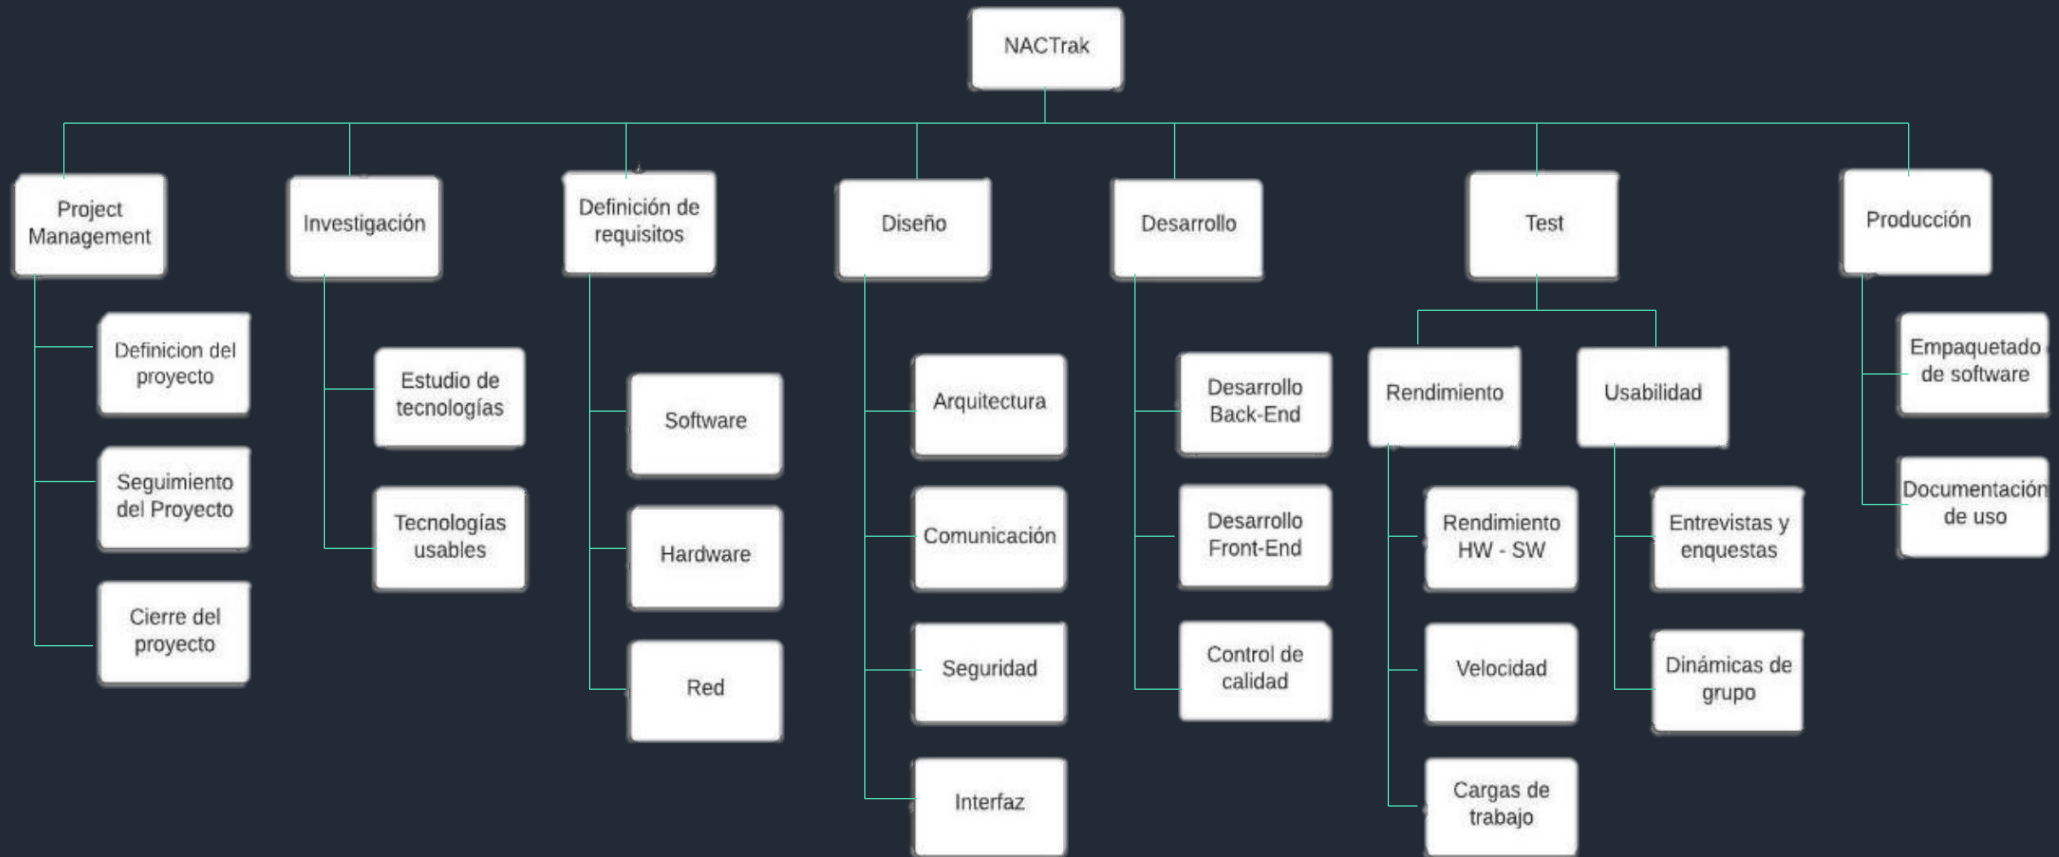 NACTrak
Project
Management
Investigación
Definición de
requisitos
Diseño
Desarrollo
Test
Producción
Definicion del
proyecto
Seguimiento
del Proyecto
Cierre del
proyecto
Estudio de
tecnologías
Tecnologías
usables
Software
Hardware
Red
Arquitectura
Comunicación
Seguridad
Interfaz
Desarrollo
Back-End
Desarrollo
Front-End
Control de
calidad
Rendimiento
Rendimiento
HW - SW
Velocidad
Cargas de
trabajo
Usabilidad
Entrevistas y
enquestas
Dinámicas de
grupo
Empaquetado
de software
Documentación
de uso